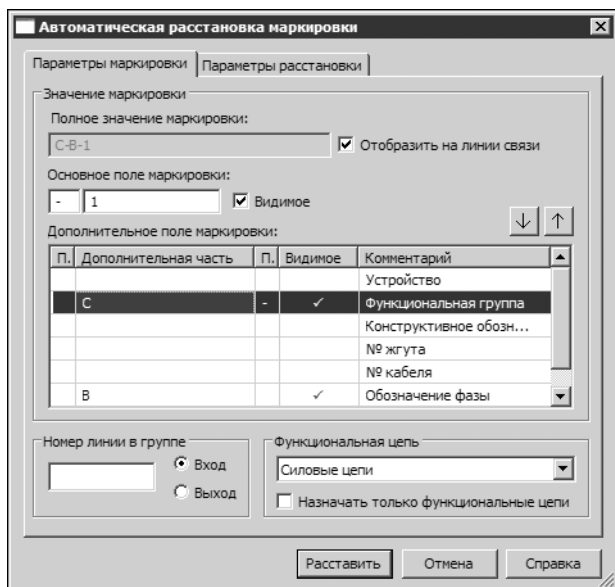 Автоматическая расстановка маркировки
Параметры маркировки Параметры расстановки
Значение маркировки
Полное значение маркировки:
C-B-1 Отобразить на линии связи
Основное поле маркировки:
- 1 Видимое
Дополнительное поле маркировки:
П. Дополнительная часть П. Видимое Комментарий
Устройство
C - ✓ Функциональная группа
Конструктивное обозн...
№ жгута
№ кабеля
B ✓ Обозначение фазы
Номер линии в группе Функциональная цепь
Вход
Силовые цепи
Выход
Назначать только функциональные цепи
Расставить Отмена Справка